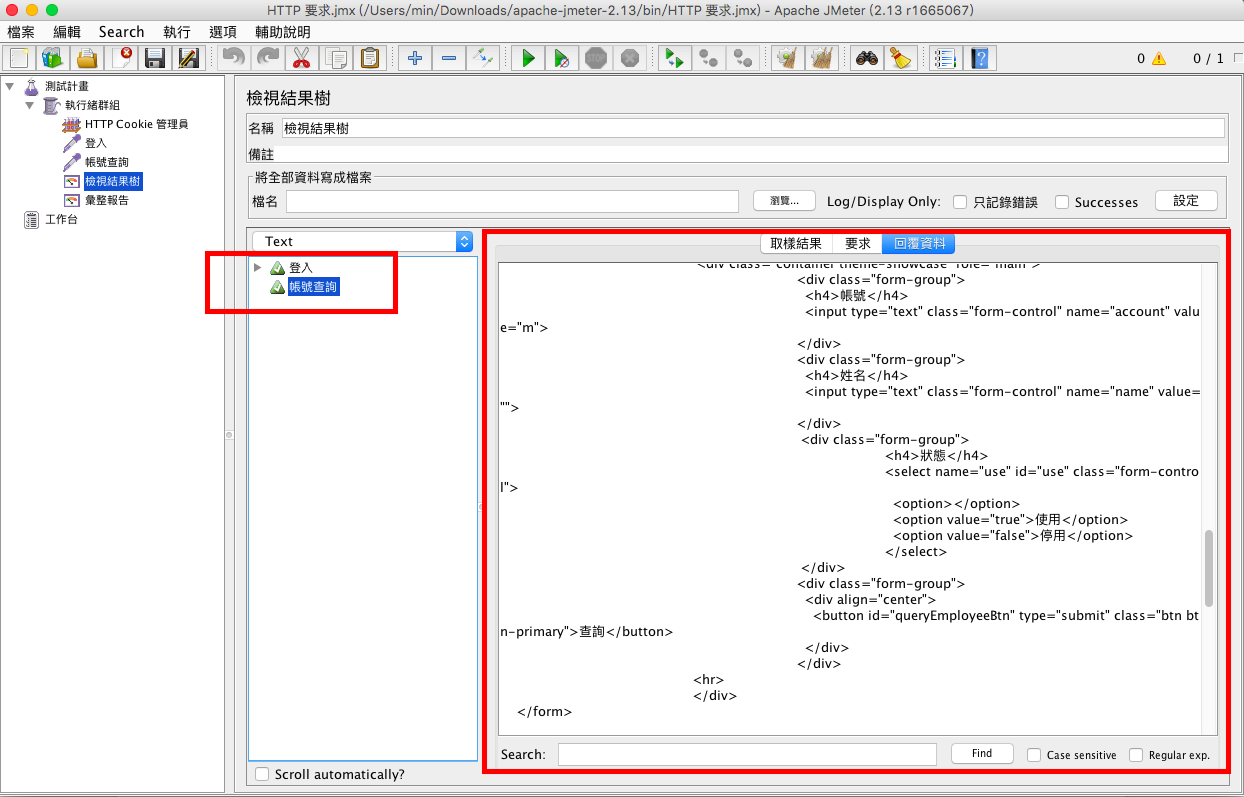 HTTP 要求.jmx (/Users/min/Downloads/apache-jmeter-2.13/bin/HTTP 要求.jmx) - Apache JMeter (2.13 r1665067)
檔案 編輯 Search 執行 選項 輔助說明
STOP
0 0 / 1
測試計畫
執行緒群組
HTTP Cookie 管理員
登入
帳號查詢
檢視結果樹
彙整報告
工作台
檢視結果樹
名稱 檢視結果樹
備註
將全部資料寫成檔案
檔名 瀏覽... Log/Display Only: 只記錄錯誤 Successes 設定
Text
登入
帳號查詢
Scroll automatically?
取樣結果 要求 回覆資料
<div class="container theme-showcase" role="main">
<div class="form-group">
<h4>帳號</h4>
<input type="text" class="form-control" name="account" valu
e="m">
</div>
<div class="form-group">
<h4>姓名</h4>
<input type="text" class="form-control" name="name" value=
"">
</div>
<div class="form-group">
<h4>狀態</h4>
<select name="use" id="use" class="form-contro
l">
<option></option>
<option value="true">使用</option>
<option value="false">停用</option>
</select>
</div>
<div class="form-group">
<div align="center">
<button id="queryEmployeeBtn" type="submit" class="btn bt
n-primary">查詢</button>
</div>
</div>
<hr>
</div>
</form>
Search: Find Case sensitive Regular exp.